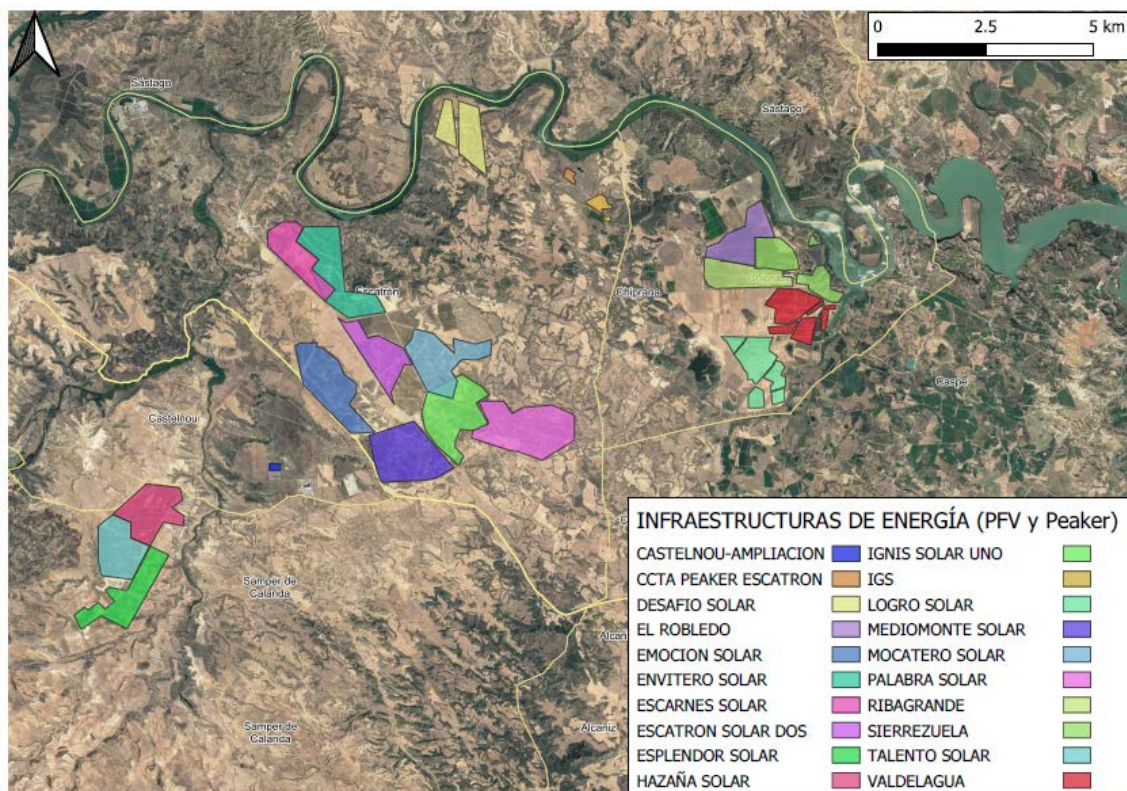 0 2.5 5 km
Sástago
Sástago
Escatrón
Chiprana
Caspe
Castelnou
Samper de
Calanda
Alcañiz
Samper de
Calanda
INFRAESTRUCTURAS DE ENERGÍA (PFV y Peaker)
CASTELNOU-AMPLIACION IGNIS SOLAR UNO
CCTA PEAKER ESCATRON IGS
DESAFIO SOLAR LOGRO SOLAR
EL ROBLEDO MEDIOMONTE SOLAR
EMOCION SOLAR MOCATERO SOLAR
ENVITERO SOLAR PALABRA SOLAR
ESCARNES SOLAR RIBAGRANDE
ESCATRON SOLAR DOS SIERREZUELA
ESPLENDOR SOLAR TALENTO SOLAR
HAZAÑA SOLAR VALDELAGUA